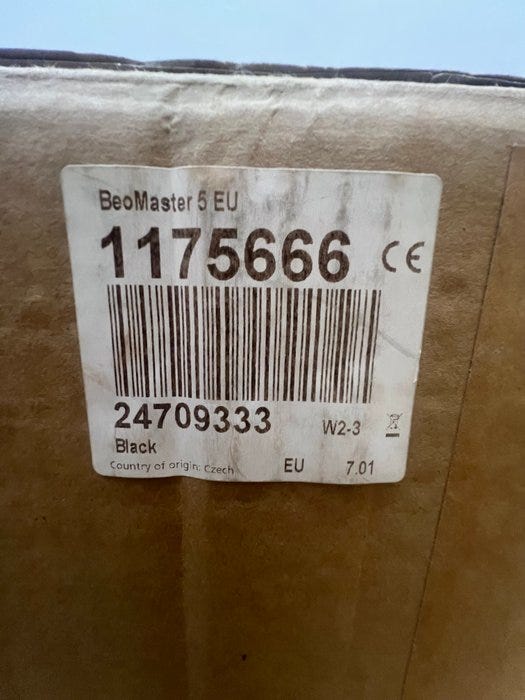 BeoMaster 5 EU
1175666 CE
24709333 W2-3
Black
Country of origin: Czech EU 7.01